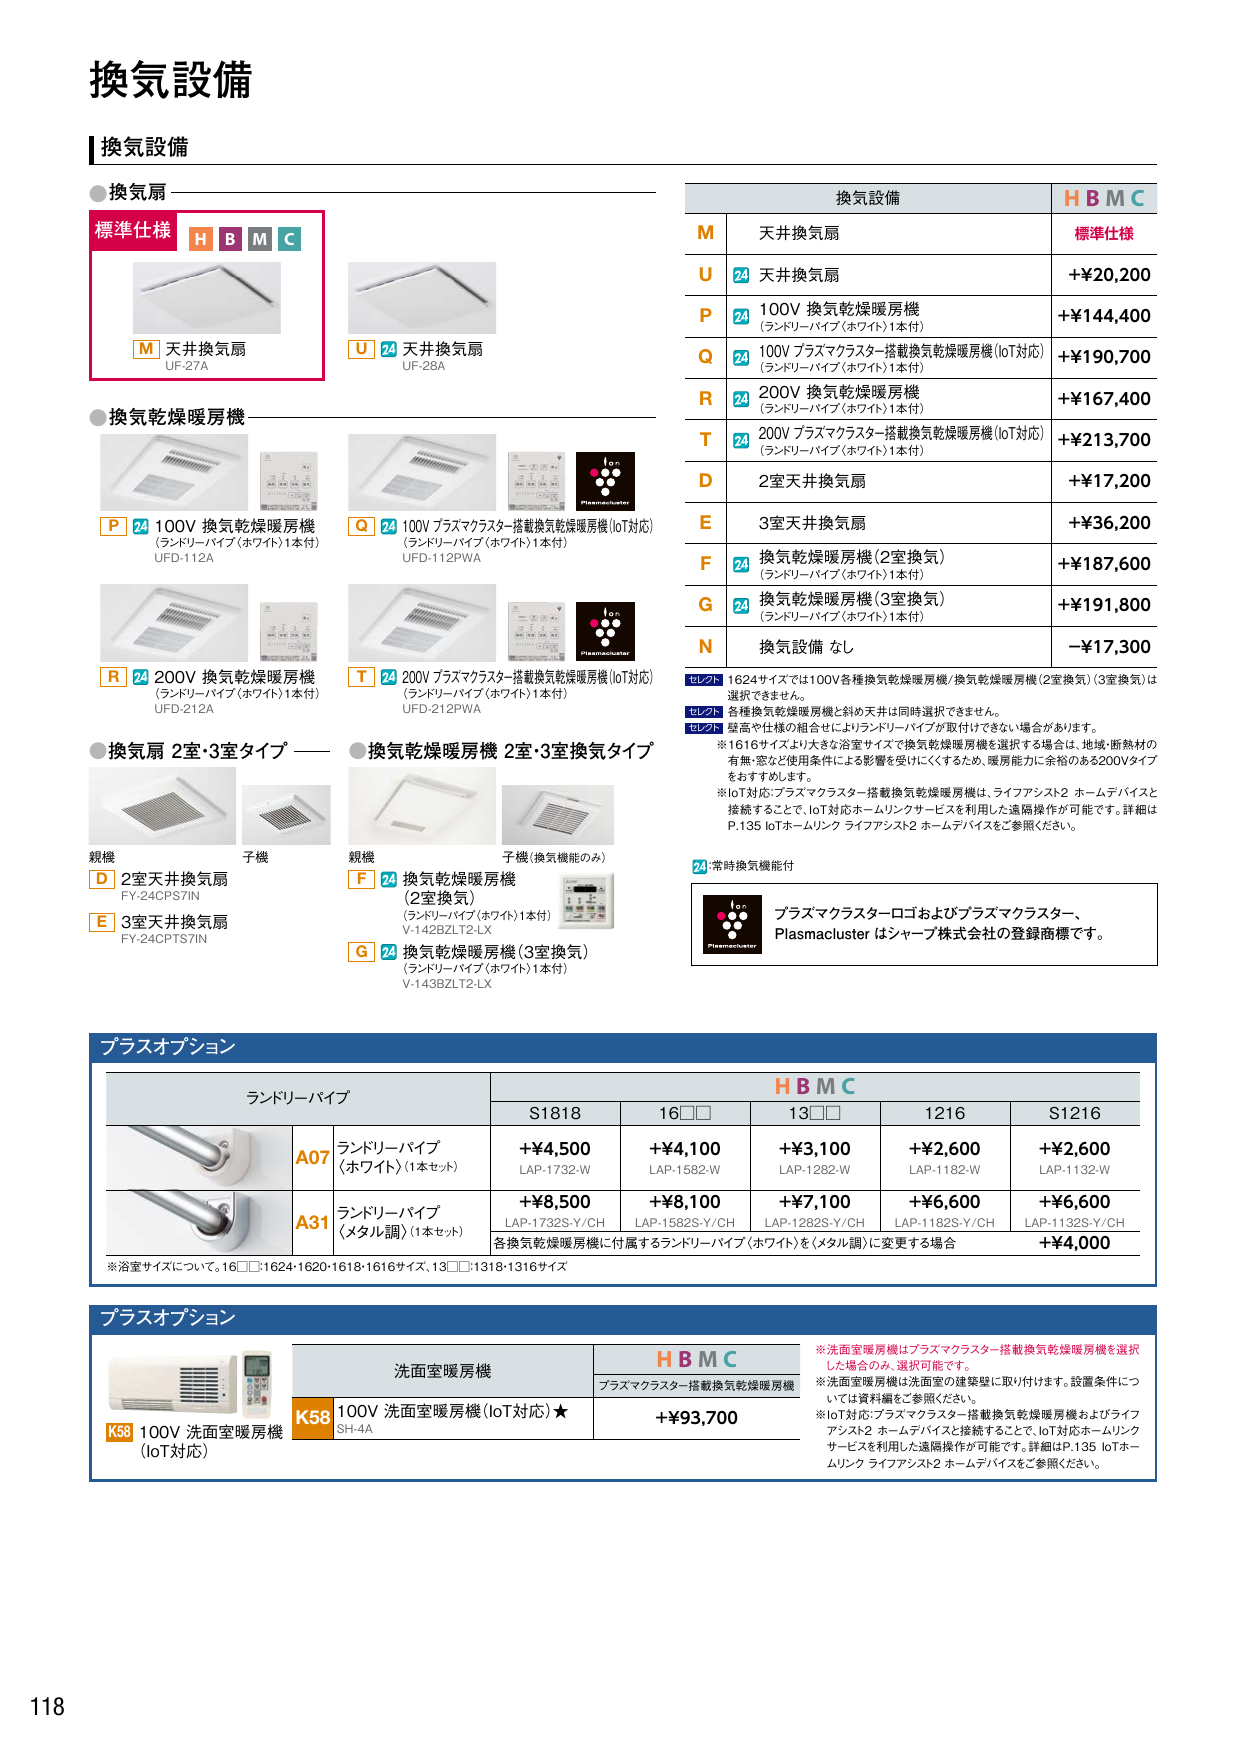 換気設備
換気設備
●換気扇
標準仕様 H B M C
M 天井換気扇
UF-27A
U 24 天井換気扇
UF-28A
●換気乾燥暖房機
P 24 100V 換気乾燥暖房機
（ランドリーパイプ〈ホワイト〉1本付）
UFD-112A
Q 24 100V プラズマクラスター搭載換気乾燥暖房機（IoT対応）
（ランドリーパイプ〈ホワイト〉1本付）
UFD-112PWA
ion
Plasmacluster
R 24 200V 換気乾燥暖房機
（ランドリーパイプ〈ホワイト〉1本付）
UFD-212A
T 24 200V プラズマクラスター搭載換気乾燥暖房機（IoT対応）
（ランドリーパイプ〈ホワイト〉1本付）
UFD-212PWA
ion
Plasmacluster
●換気扇 2室・3室タイプ
親機 子機
D 2室天井換気扇
FY-24CPS7IN
E 3室天井換気扇
FY-24CPTS7IN
●換気乾燥暖房機 2室・3室換気タイプ
親機 子機（換気機能のみ）
F 24 換気乾燥暖房機
（2室換気）
（ランドリーパイプ〈ホワイト〉1本付）
V-142BZLT2-LX
G 24 換気乾燥暖房機（3室換気）
（ランドリーパイプ〈ホワイト〉1本付）
V-143BZLT2-LX
換気設備 H B M C
M 天井換気扇 標準仕様
U 24 天井換気扇 +¥20,200
P 24 100V 換気乾燥暖房機 +¥144,400
（ランドリーパイプ〈ホワイト〉1本付）
Q 24 100V プラズマクラスター搭載換気乾燥暖房機（IoT対応） +¥190,700
（ランドリーパイプ〈ホワイト〉1本付）
R 24 200V 換気乾燥暖房機 +¥167,400
（ランドリーパイプ〈ホワイト〉1本付）
T 24 200V プラズマクラスター搭載換気乾燥暖房機（IoT対応） +¥213,700
（ランドリーパイプ〈ホワイト〉1本付）
D 2室天井換気扇 +¥17,200
E 3室天井換気扇 +¥36,200
F 24 換気乾燥暖房機（2室換気） +¥187,600
（ランドリーパイプ〈ホワイト〉1本付）
G 24 換気乾燥暖房機（3室換気） +¥191,800
（ランドリーパイプ〈ホワイト〉1本付）
N 換気設備 なし −¥17,300
セレクト 1624サイズでは100V各種換気乾燥暖房機/換気乾燥暖房機（2室換気）（3室換気）は
選択できません。
セレクト 各種換気乾燥暖房機と斜め天井は同時選択できません。
セレクト 壁高や仕様の組合せによりランドリーパイプが取付けできない場合があります。
※1616サイズより大きな浴室サイズで換気乾燥暖房機を選択する場合は、地域・断熱材の
有無・窓など使用条件による影響を受けにくくするため、暖房能力に余裕のある200Vタイプ
をおすすめします。
※IoT対応：プラズマクラスター搭載換気乾燥暖房機は、ライフアシスト2 ホームデバイスと
接続することで、IoT対応ホームリンクサービスを利用した遠隔操作が可能です。詳細は
P.135 IoTホームリンク ライフアシスト2 ホームデバイスをご参照ください。
24：常時換気機能付
ion
Plasmacluster
プラズマクラスターロゴおよびプラズマクラスター、
Plasmacluster はシャープ株式会社の登録商標です。
プラスオプション
ランドリーパイプ H B M C
S1818 16□□ 13□□ 1216 S1216
A07 ランドリーパイプ
〈ホワイト〉（1本セット）
+¥4,500 +¥4,100 +¥3,100 +¥2,600 +¥2,600
LAP-1732-W LAP-1582-W LAP-1282-W LAP-1182-W LAP-1132-W
A31 ランドリーパイプ
〈メタル調〉（1本セット）
+¥8,500 +¥8,100 +¥7,100 +¥6,600 +¥6,600
LAP-1732S-Y/CH LAP-1582S-Y/CH LAP-1282S-Y/CH LAP-1182S-Y/CH LAP-1132S-Y/CH
各換気乾燥暖房機に付属するランドリーパイプ〈ホワイト〉を〈メタル調〉に変更する場合 +¥4,000
※浴室サイズについて。16□□：1624・1620・1618・1616サイズ、13□□：1318・1316サイズ
プラスオプション
K58 100V 洗面室暖房機
（IoT対応）
洗面室暖房機 H B M C
プラズマクラスター搭載換気乾燥暖房機
K58 100V 洗面室暖房機（IoT対応）★ +¥93,700
SH-4A
※洗面室暖房機はプラズマクラスター搭載換気乾燥暖房機を選択
した場合のみ、選択可能です。
※洗面室暖房機は洗面室の建築壁に取り付けます。設置条件につ
いては資料編をご参照ください。
※IoT対応：プラズマクラスター搭載換気乾燥暖房機およびライフ
アシスト2 ホームデバイスと接続することで、IoT対応ホームリンク
サービスを利用した遠隔操作が可能です。詳細はP.135 IoTホー
ムリンク ライフアシスト2 ホームデバイスをご参照ください。
118